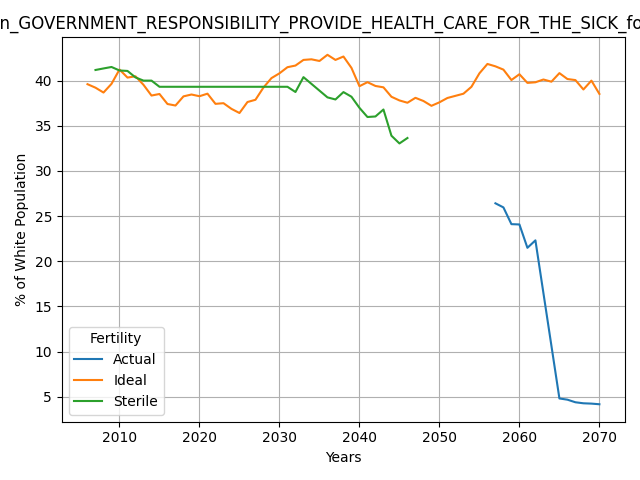 n_GOVERNMENT_RESPONSIBILITY_PROVIDE_HEALTH_CARE_FOR_THE_SICK_fo
40
35
30
25
20
15
10
5
% of White Population
Fertility
Actual
Ideal
Sterile
2010 2020 2030 2040 2050 2060 2070
Years